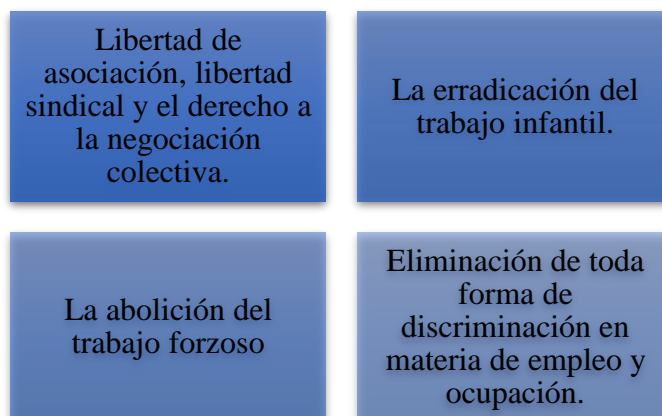 Libertad de
asociación, libertad
sindical y el derecho a
la negociación
colectiva.
La erradicación del
trabajo infantil.
La abolición del
trabajo forzoso
Eliminación de toda
forma de
discriminación en
materia de empleo y
ocupación.